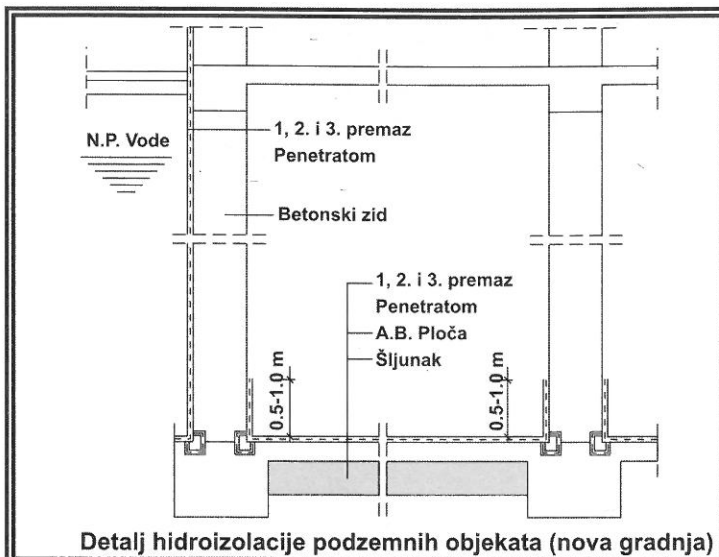 N.P. Vode
1, 2. i 3. premaz
Penetratom
Betonski zid
1, 2. i 3. premaz
Penetratom
A.B. Ploča
Šljunak
0.5-1.0 m
0.5-1.0 m
Detalj hidroizolacije podzemnih objekata (nova gradnja)